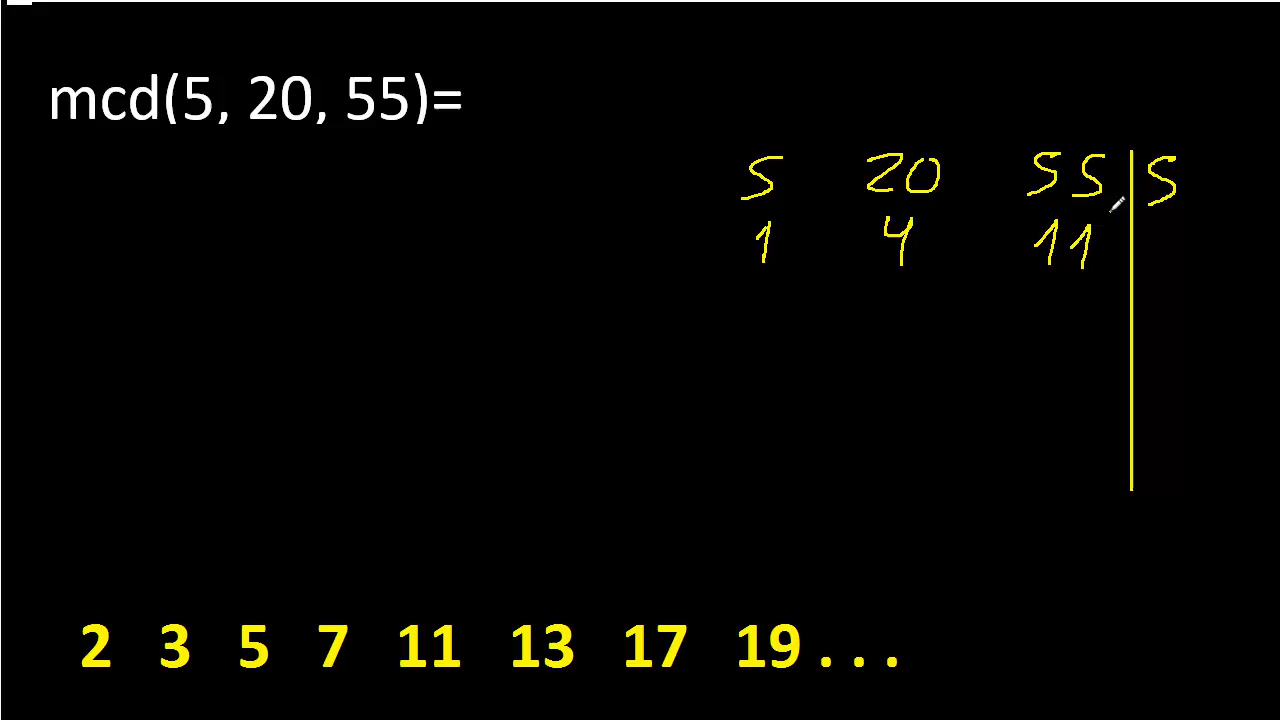 mcd(5, 20, 55)=
5 20 55 5
1 4 11
2 3 5 7 11 13 17 19 . . .